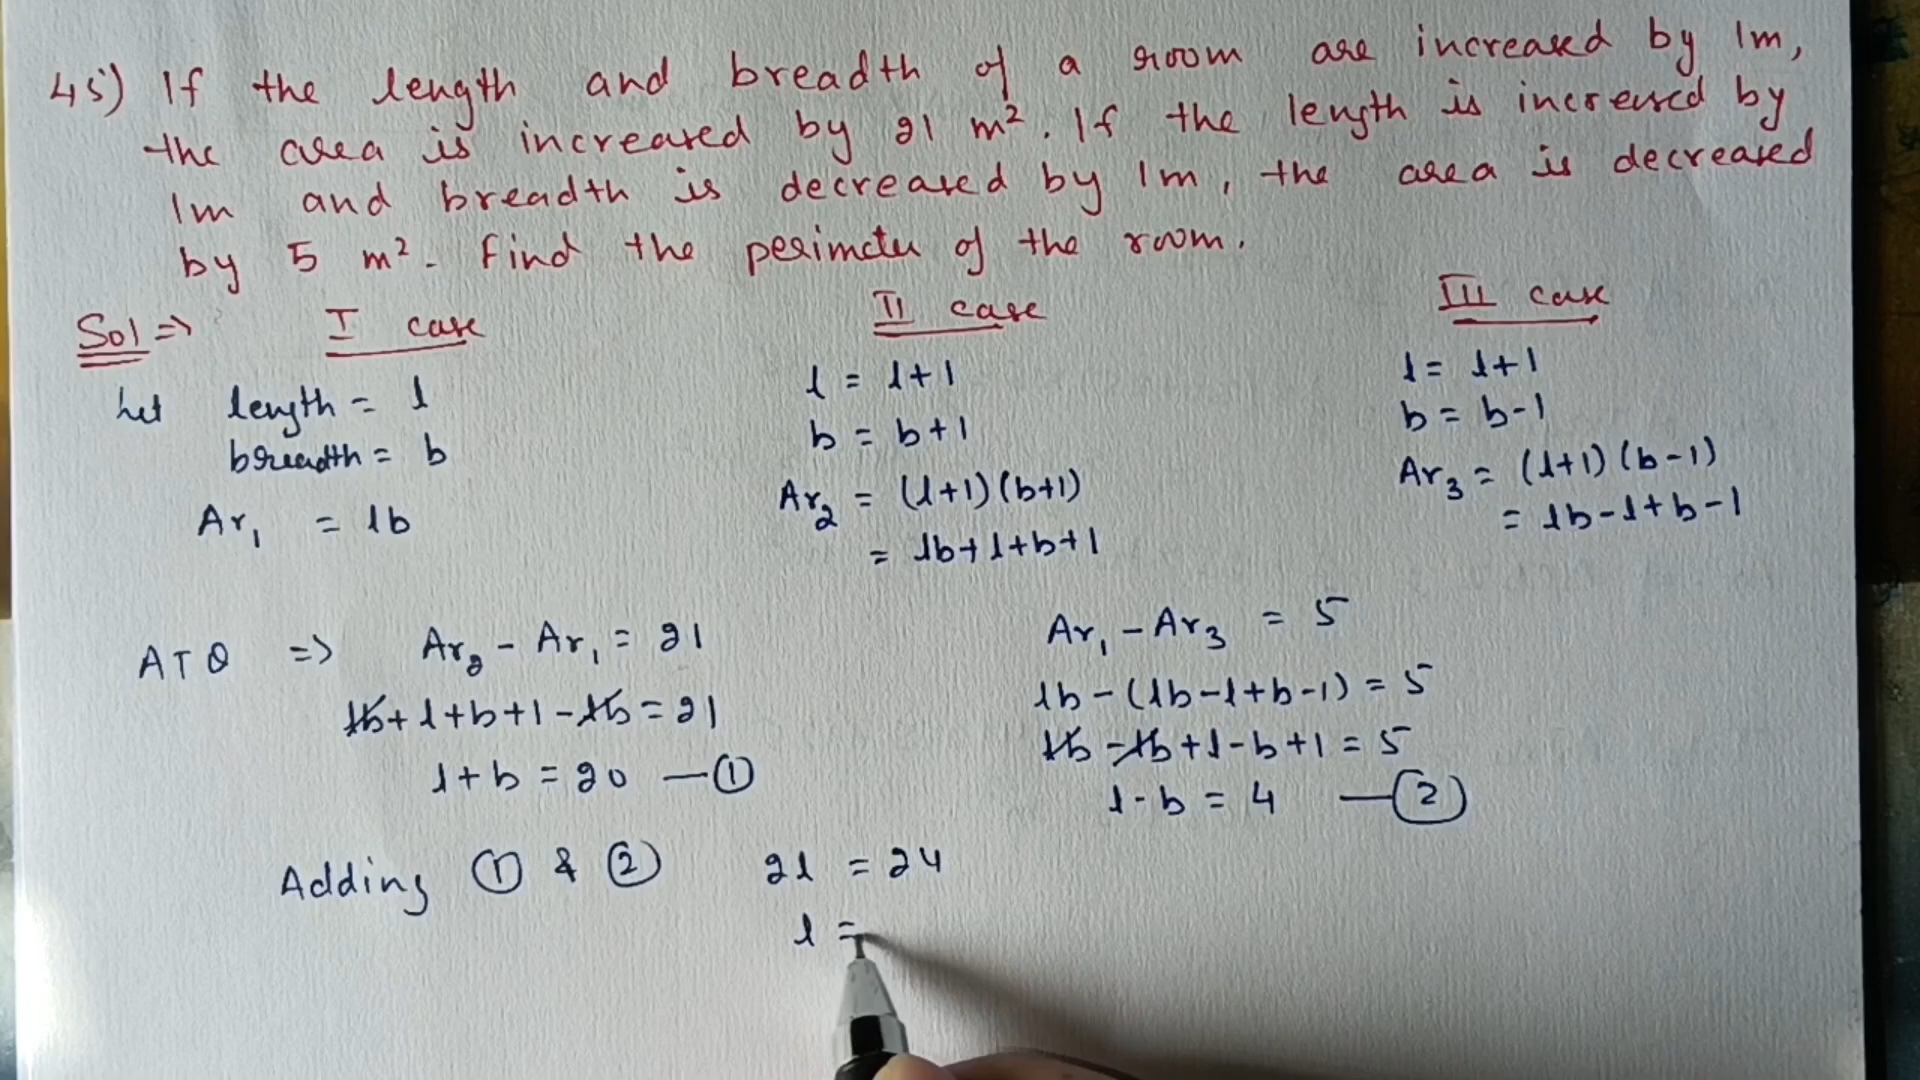 45) If the length and breadth of a room are increased by 1m,
the area is increased by 21 m². If the length is increased by
1m and breadth is decreased by 1m, the area is decreased
by 5 m². Find the perimeter of the room.
Sol => I case
Let length = l
breadth = b
Ar₁ = lb
II case
l = l+1
b = b+1
Ar₂ = (l+1)(b+1)
= lb+l+b+1
III case
l = l+1
b = b-1
Ar₃ = (l+1)(b-1)
= lb-l+b-1
ATQ => Ar₂ - Ar₁ = 21
lb+l+b+1-lb = 21
l+b = 20 —①
Ar₁ - Ar₃ = 5
lb-(lb-l+b-1) = 5
lb-lb+l-b+1 = 5
l-b = 4 —②
Adding ① & ② 2l = 24
l =